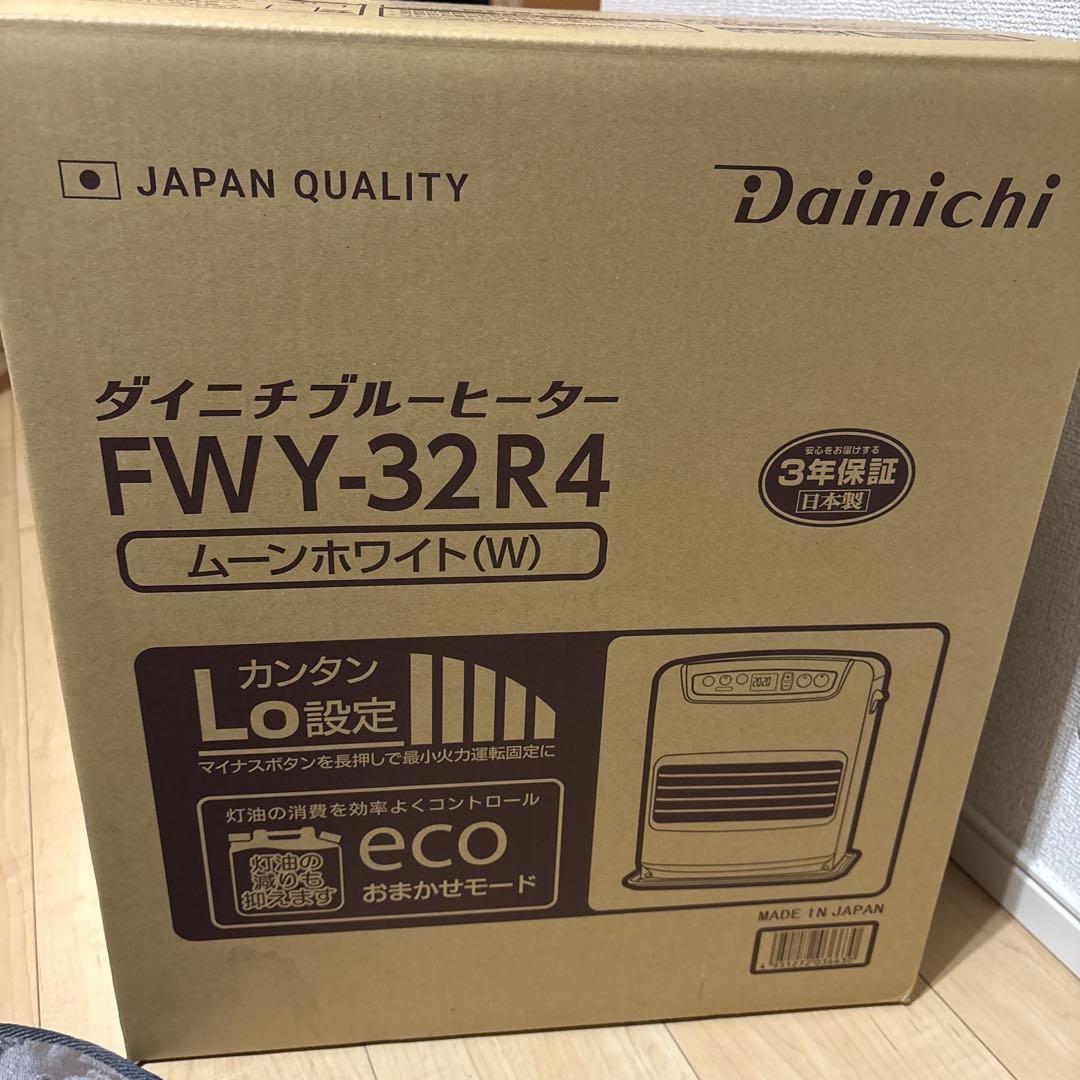 JAPAN QUALITY
Dainichi
ダイニチブルーヒーター
FWY-32R4
ムーンホワイト(W)
安心をお届けする
3年保証
日本製
カンタン
Lo設定
マイナスボタンを長押しで最小火力運転固定に
灯油の消費を効率よくコントロール
灯油の
減りも
抑えます
eco
おまかせモード
2020
MADE IN JAPAN
4 951272 036630